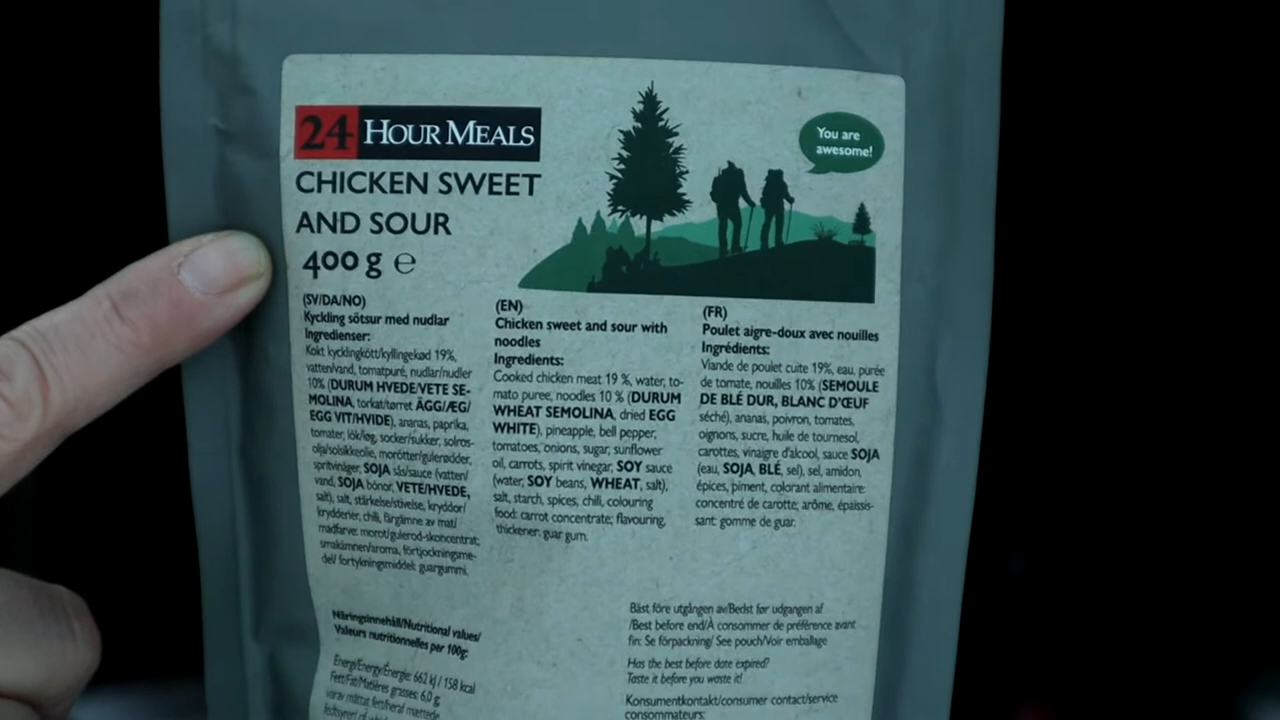 24 HOUR MEALS
CHICKEN SWEET
AND SOUR
400 g ℮
You are
awesome!
(SV/DA/NO)
Kyckling sötsur med nudlar
Ingredienser:
Kokt kycklingkött/kyllingekød 19%,
vatten/vand, tomatpuré, nudlar/nudler
10% (DURUM HVEDE/VETE SE-
MOLINA, torkat/tørret ÄGG/ÆG/
EGG VIT/HVIDE), ananas, paprika,
tomater, lök/løg, socker/sukker, solros-
olja/solsikkeolie, morötter/gulerødder,
spritvinäger, SOJA sås/sauce (vatten/
vand, SOJA bönor, VETE/HVEDE,
salt), salt, stärkelse/stivelse, kryddor/
krydderier, chili, färgämne av mat/
madfarve: morot/gulerod-skoncentrat;
smakämnen/aroma, förtjockningsme-
del/ fortykningsmiddel: guargummi.
(EN)
Chicken sweet and sour with
noodles
Ingredients:
Cooked chicken meat 19 %, water, to-
mato puree, noodles 10 % (DURUM
WHEAT SEMOLINA, dried EGG
WHITE), pineapple, bell pepper,
tomatoes, onions, sugar, sunflower
oil, carrots, spirit vinegar, SOY sauce
(water, SOY beans, WHEAT, salt),
salt, starch, spices, chili, colouring
food: carrot concentrate; flavouring,
thickener: guar gum.
(FR)
Poulet aigre-doux avec nouilles
Ingrédients:
Viande de poulet cuite 19%, eau, purée
de tomate, nouilles 10% (SEMOULE
DE BLÉ DUR, BLANC D'ŒUF
séché), ananas, poivron, tomates,
oignons, sucre, huile de tournesol,
carottes, vinaigre d'alcool, sauce SOJA
(eau, SOJA, BLÉ, sel), sel, amidon,
épices, piment, colorant alimentaire:
concentré de carotte; arôme, épaissis-
sant: gomme de guar.
Näringsinnehåll/Nutritional values/
Valeurs nutritionnelles per 100g:
Energi/Energy/Énergie: 662 kJ / 158 kcal
Fett/Fat/Matières grasses: 6,0 g
varav mättat fett/heraf mættede
Bäst före utgången av/Bedst før udgangen af
/Best before end/À consommer de préférence avant
fin: Se förpackning/ See pouch/Voir emballage
Has the best before date expired?
Taste it before you waste it!
Konsumentkontakt/consumer contact/service
consommateurs: